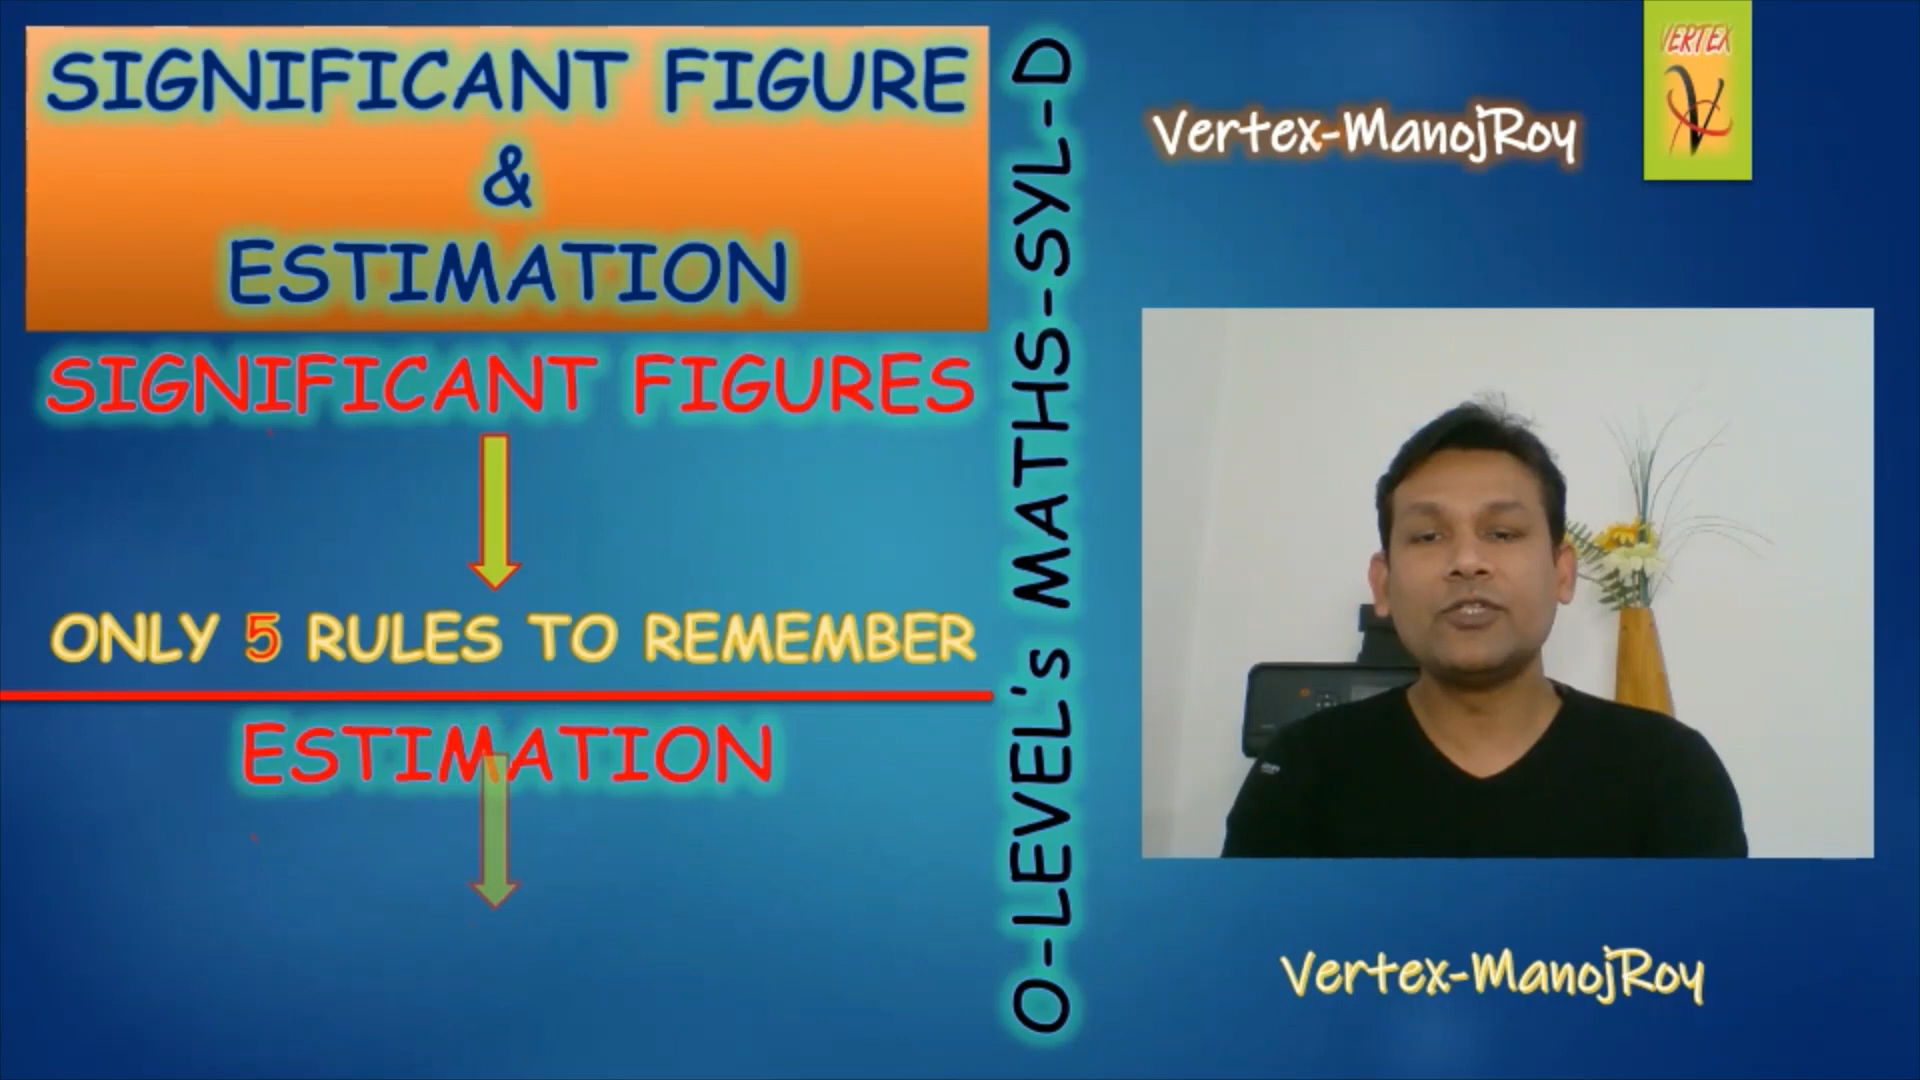 SIGNIFICANT FIGURE
&
ESTIMATION
SIGNIFICANT FIGURES
ONLY 5 RULES TO REMEMBER
ESTIMATION
O-LEVEL's MATHS-SYL-D
Vertex-ManojRoy
VERTEX
Vertex-ManojRoy